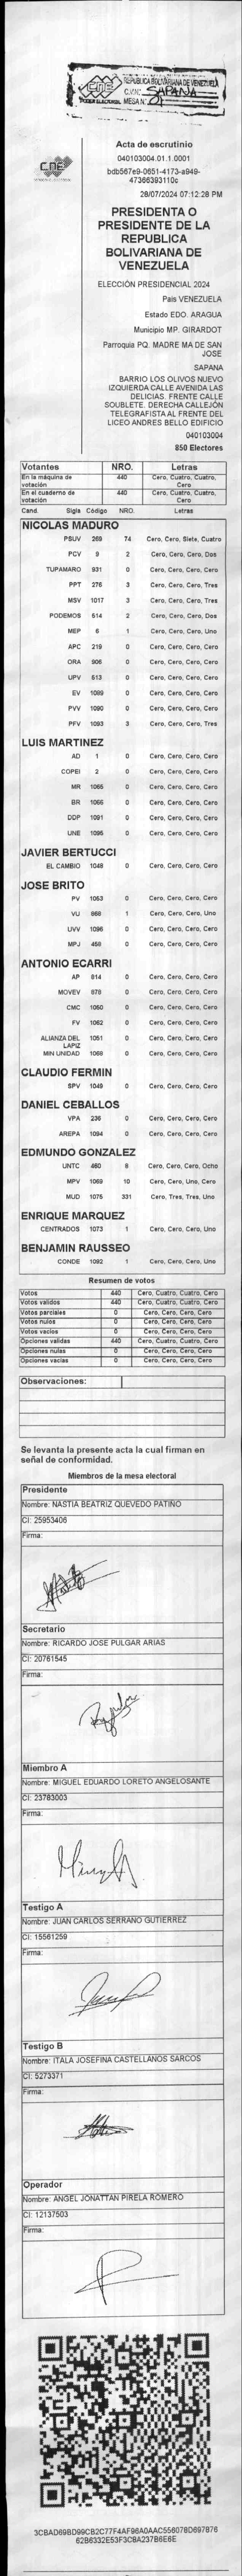 REPÚBLICA BOLIVARIANA DE VENEZUELA
CNE
C.V.N.: SAPANA
PODER ELECTORAL
MESA N° 01
CNE
Acta de escrutinio
040103004.01.1.0001
bdb567e9-0651-4173-a949-
47366393110c
28/07/2024 07:12:28 PM
PRESIDENTA O
PRESIDENTE DE LA
REPUBLICA
BOLIVARIANA DE
VENEZUELA
ELECCIÓN PRESIDENCIAL 2024
Pais VENEZUELA
Estado EDO. ARAGUA
Municipio MP. GIRARDOT
Parroquia PQ. MADRE MA DE SAN
JOSE
SAPANA
BARRIO LOS OLIVOS NUEVO
IZQUIERDA CALLE AVENIDA LAS
DELICIAS. FRENTE CALLE
SOUBLETE. DERECHA CALLEJÓN
TELEGRAFISTA AL FRENTE DEL
LICEO ANDRES BELLO EDIFICIO
040103004
850 Electores
Votantes NRO. Letras
En la máquina de votación 440 Cero, Cuatro, Cuatro, Cero
En el cuaderno de votación 440 Cero, Cuatro, Cuatro, Cero
Cand. Sigla Código NRO. Letras
NICOLAS MADURO
PSUV 269 74 Cero, Cero, Siete, Cuatro
PCV 9 2 Cero, Cero, Cero, Dos
TUPAMARO 931 0 Cero, Cero, Cero, Cero
PPT 276 3 Cero, Cero, Cero, Tres
MSV 1017 3 Cero, Cero, Cero, Tres
PODEMOS 514 2 Cero, Cero, Cero, Dos
MEP 6 1 Cero, Cero, Cero, Uno
APC 219 0 Cero, Cero, Cero, Cero
ORA 906 0 Cero, Cero, Cero, Cero
UPV 613 0 Cero, Cero, Cero, Cero
EV 1089 0 Cero, Cero, Cero, Cero
PVV 1090 0 Cero, Cero, Cero, Cero
PFV 1093 3 Cero, Cero, Cero, Tres
LUIS MARTINEZ
AD 1 0 Cero, Cero, Cero, Cero
COPEI 2 0 Cero, Cero, Cero, Cero
MR 1065 0 Cero, Cero, Cero, Cero
BR 1066 0 Cero, Cero, Cero, Cero
DDP 1091 0 Cero, Cero, Cero, Cero
UNE 1095 0 Cero, Cero, Cero, Cero
JAVIER BERTUCCI
EL CAMBIO 1048 0 Cero, Cero, Cero, Cero
JOSE BRITO
PV 1053 0 Cero, Cero, Cero, Cero
VU 868 1 Cero, Cero, Cero, Uno
UVV 1096 0 Cero, Cero, Cero, Cero
MPJ 458 0 Cero, Cero, Cero, Cero
ANTONIO ECARRI
AP 814 0 Cero, Cero, Cero, Cero
MOVEV 878 0 Cero, Cero, Cero, Cero
CMC 1050 0 Cero, Cero, Cero, Cero
FV 1062 0 Cero, Cero, Cero, Cero
ALIANZA DEL LAPIZ 1051 0 Cero, Cero, Cero, Cero
MIN UNIDAD 1068 0 Cero, Cero, Cero, Cero
CLAUDIO FERMIN
SPV 1049 0 Cero, Cero, Cero, Cero
DANIEL CEBALLOS
VPA 236 0 Cero, Cero, Cero, Cero
AREPA 1094 0 Cero, Cero, Cero, Cero
EDMUNDO GONZALEZ
UNTC 460 8 Cero, Cero, Cero, Ocho
MPV 1069 10 Cero, Cero, Uno, Cero
MUD 1075 331 Cero, Tres, Tres, Uno
ENRIQUE MARQUEZ
CENTRADOS 1073 1 Cero, Cero, Cero, Uno
BENJAMIN RAUSSEO
CONDE 1092 1 Cero, Cero, Cero, Uno
Resumen de votos
Votos 440 Cero, Cuatro, Cuatro, Cero
Votos validos 440 Cero, Cuatro, Cuatro, Cero
Votos parciales 0 Cero, Cero, Cero, Cero
Votos nulos 0 Cero, Cero, Cero, Cero
Votos vacios 0 Cero, Cero, Cero, Cero
Opciones validas 440 Cero, Cuatro, Cuatro, Cero
Opciones nulas 0 Cero, Cero, Cero, Cero
Opciones vacias 0 Cero, Cero, Cero, Cero
Observaciones:
Se levanta la presente acta la cual firman en
señal de conformidad.
Miembros de la mesa electoral
Presidente
Nombre: NASTIA BEATRIZ QUEVEDO PATIÑO
CI: 25953406
Firma:
Secretario
Nombre: RICARDO JOSE PULGAR ARIAS
CI: 20761545
Firma:
Miembro A
Nombre: MIGUEL EDUARDO LORETO ANGELOSANTE
CI: 23783003
Firma:
Testigo A
Nombre: JUAN CARLOS SERRANO GUTIERREZ
CI: 15561259
Firma:
Testigo B
Nombre: ITALA JOSEFINA CASTELLANOS SARCOS
CI: 5273371
Firma:
Operador
Nombre: ANGEL JONATTAN PIRELA ROMERO
CI: 12137503
Firma:
3CBAD69BD99CB2C77F4AF96A0AAC556078D697876
62B6332E53F3C8A237B6E6E